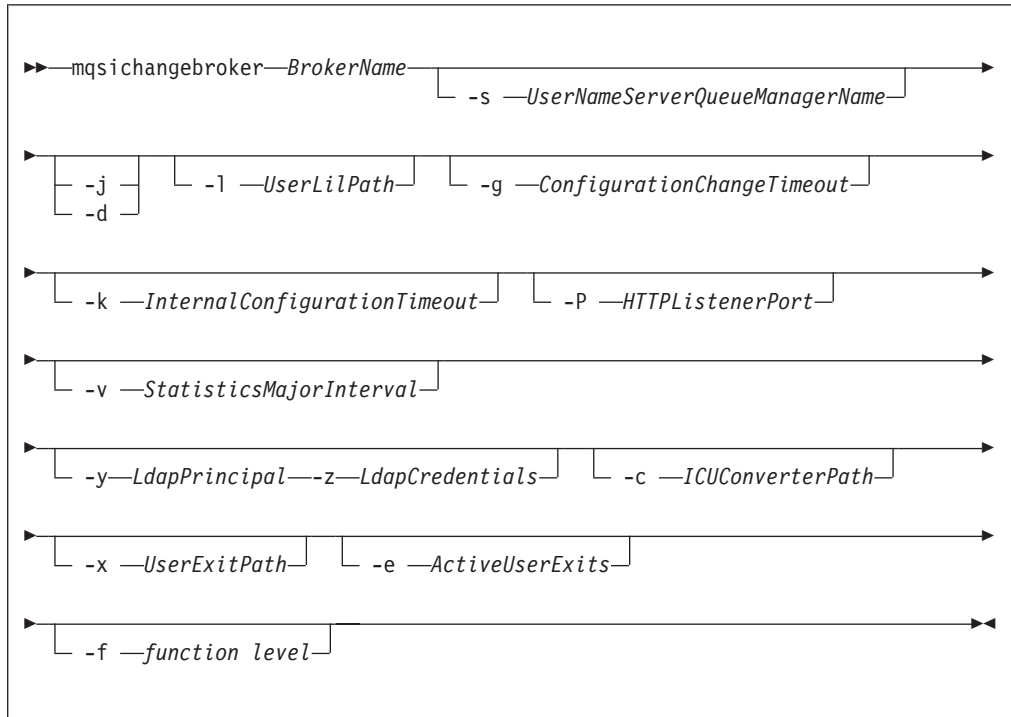 mqsichangebroker BrokerName
-s UserNameServerQueueManagerName
-j -l UserLilPath -g ConfigurationChangeTimeout
-d
-k InternalConfigurationTimeout -P HTTPListenerPort
-v StatisticsMajorInterval
-y LdapPrincipal -z LdapCredentials -c ICUConverterPath
-x UserExitPath -e ActiveUserExits
-f function level